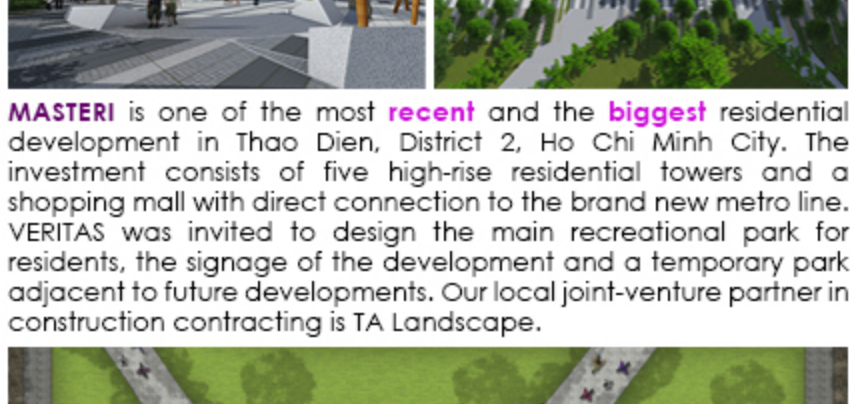 MASTERI is one of the most recent and the biggest residential
development in Thao Dien, District 2, Ho Chi Minh City. The
investment consists of five high-rise residential towers and a
shopping mall with direct connection to the brand new metro line.
VERITAS was invited to design the main recreational park for
residents, the signage of the development and a temporary park
adjacent to future developments. Our local joint-venture partner in
construction contracting is TA Landscape.